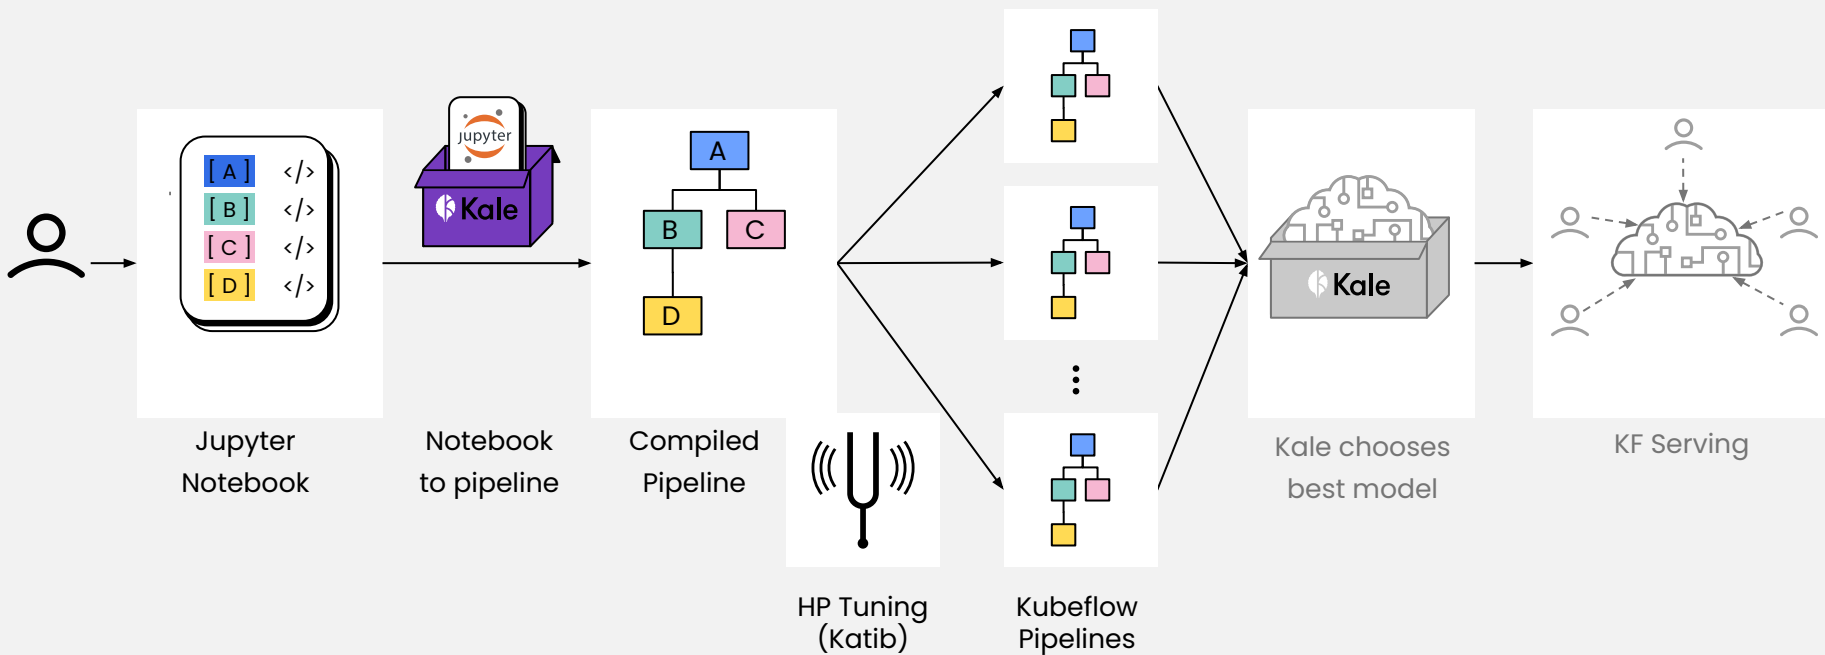 [ A ] </>
[ B ] </>
[ C ] </>
[ D ] </>
Jupyter
Notebook
jupyter
Kale
Notebook
to pipeline
A
B C
D
Compiled
Pipeline
HP Tuning
(Katib)
Kubeflow
Pipelines
Kale
Kale chooses
best model
KF Serving